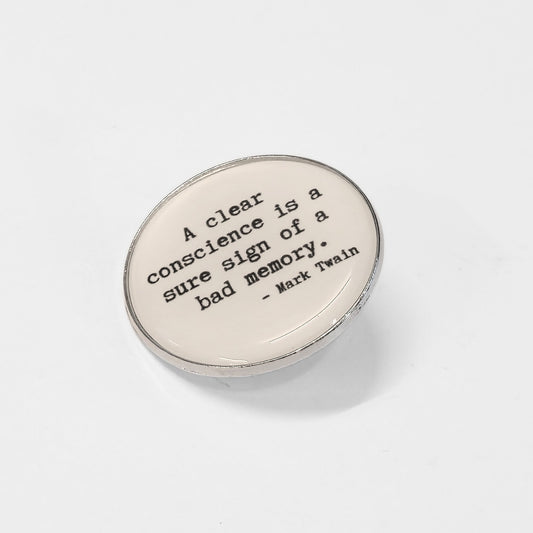 A clear
conscience is a
sure sign of a
bad memory.
- Mark Twain